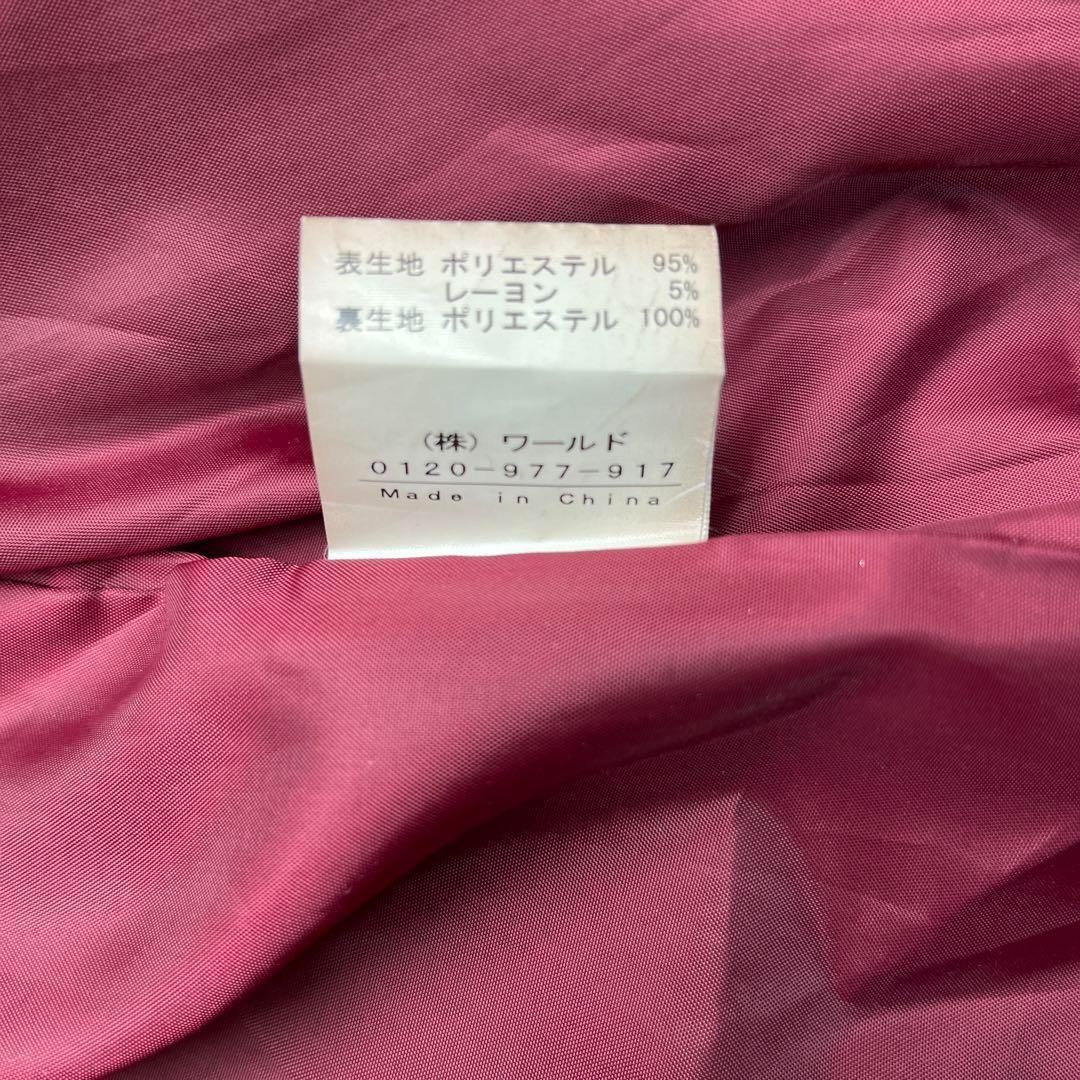 表生地 ポリエステル 95%
レーヨン 5%
裏生地 ポリエステル 100%
(株) ワールド
0120-977-917
Made in China